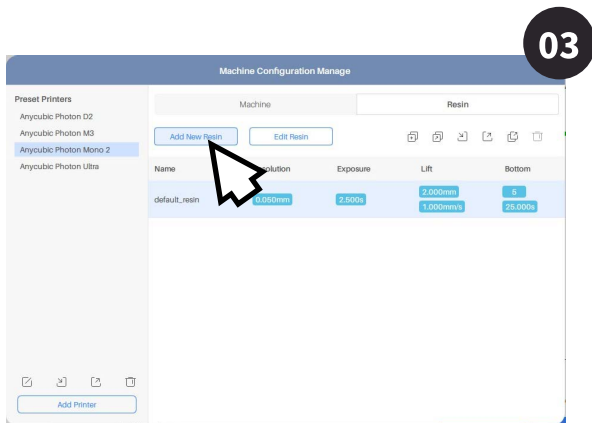 03
Machine Configuration Manage
Preset Printers
Anycubic Photon D2
Anycubic Photon M3
Anycubic Photon Mono 2
Anycubic Photon Ultra
Add Printer
Machine Resin
Add New Resin Edit Resin
Name solution Exposure Lift Bottom
default_resin 0.050mm 2.500s 2.000mm 5
1.000mm/s 25.000s